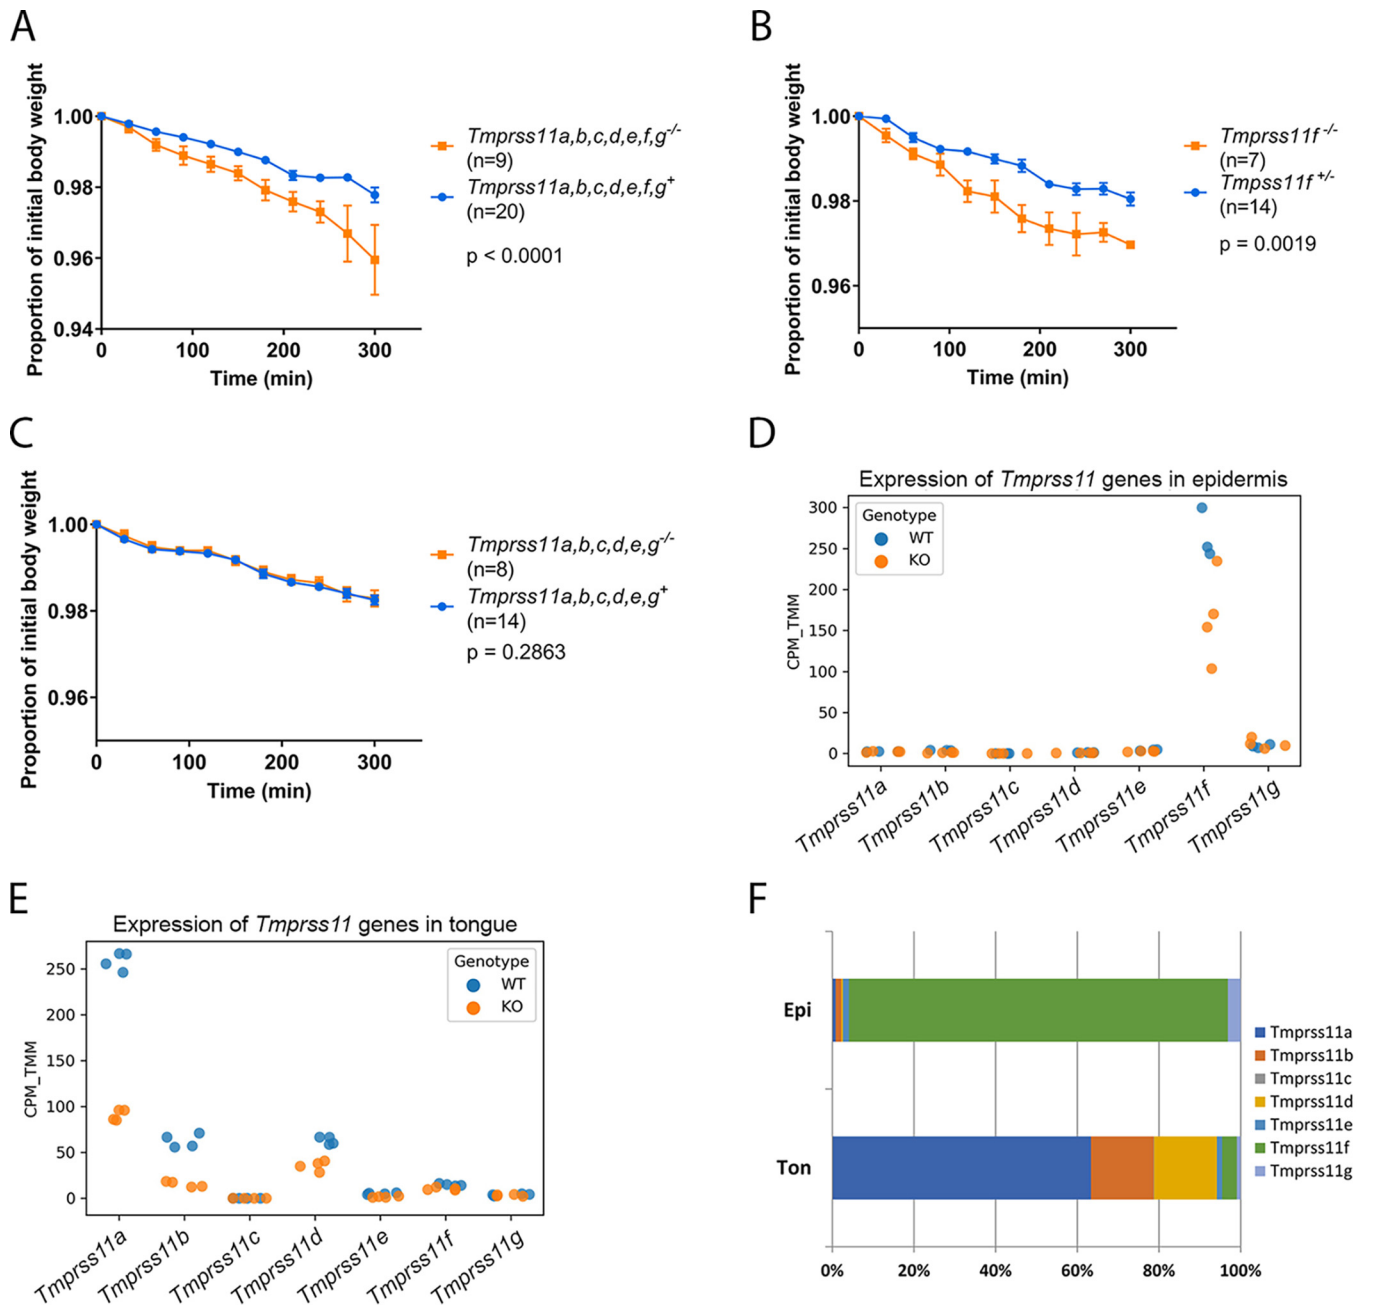 A
Proportion of initial body weight
1.00
0.98
0.96
0.94
0
100
200
300
Time (min)
Tmprss11a,b,c,d,e,f,g-/-
(n=9)
Tmprss11a,b,c,d,e,f,g+
(n=20)
p < 0.0001
B
Proportion of initial body weight
1.00
0.98
0.96
0
100
200
300
Time (min)
Tmprss11f -/-
(n=7)
Tmpss11f +/-
(n=14)
p = 0.0019
C
Proportion of initial body weight
1.00
0.98
0.96
0
100
200
300
Time (min)
Tmprss11a,b,c,d,e,g-/-
(n=8)
Tmprss11a,b,c,d,e,g+
(n=14)
p = 0.2863
D
Expression of Tmprss11 genes in epidermis
CPM_TMM
300
250
200
150
100
50
0
Genotype
WT
KO
Tmprss11a
Tmprss11b
Tmprss11c
Tmprss11d
Tmprss11e
Tmprss11f
Tmprss11g
E
Expression of Tmprss11 genes in tongue
CPM_TMM
250
200
150
100
50
0
Genotype
WT
KO
Tmprss11a
Tmprss11b
Tmprss11c
Tmprss11d
Tmprss11e
Tmprss11f
Tmprss11g
F
Epi
Ton
0%
20%
40%
60%
80%
100%
Tmprss11a
Tmprss11b
Tmprss11c
Tmprss11d
Tmprss11e
Tmprss11f
Tmprss11g